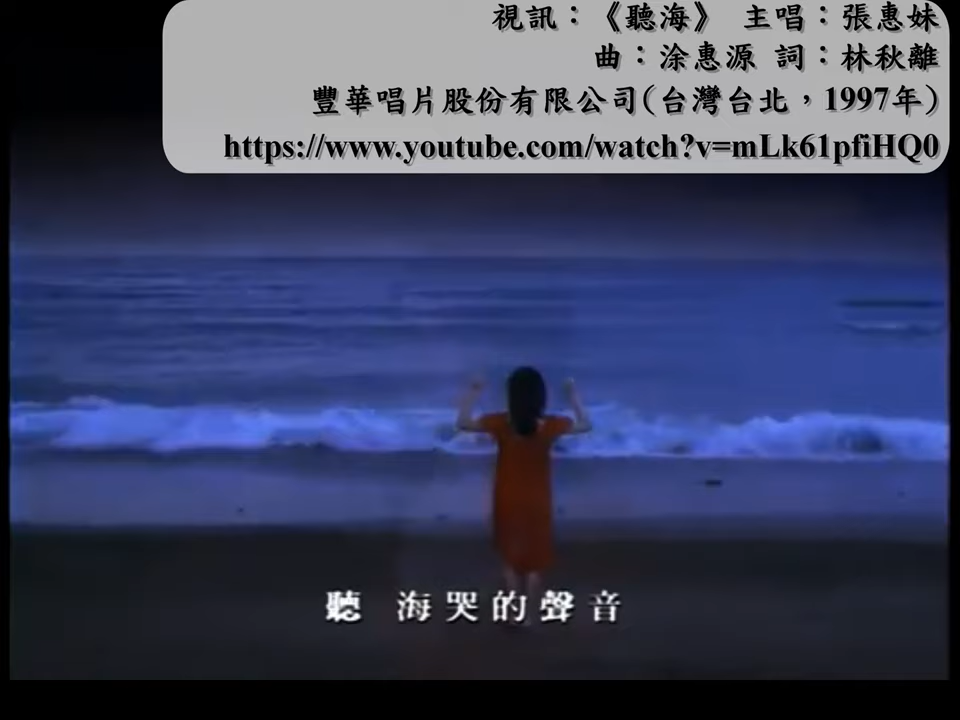 視訊：《聽海》 主唱：張惠妹
曲：涂惠源 詞：林秋離
豐華唱片股份有限公司(台灣台北，1997年)
https://www.youtube.com/watch?v=mLk61pfiHQ0
聽 海哭的聲音